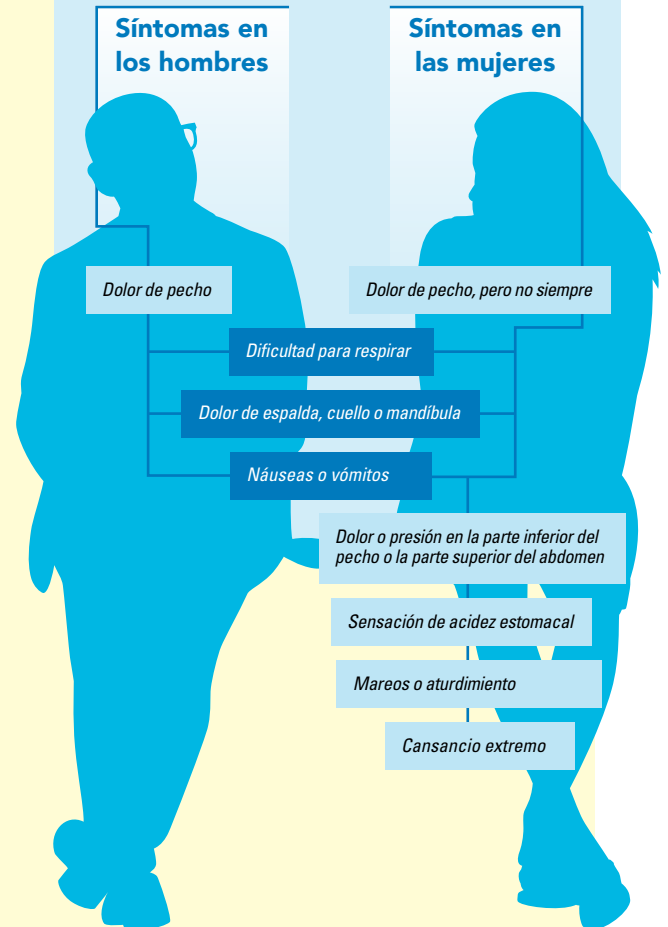 Síntomas en
los hombres
Síntomas en
las mujeres
Dolor de pecho
Dolor de pecho, pero no siempre
Dificultad para respirar
Dolor de espalda, cuello o mandíbula
Náuseas o vómitos
Dolor o presión en la parte inferior del
pecho o la parte superior del abdomen
Sensación de acidez estomacal
Mareos o aturdimiento
Cansancio extremo